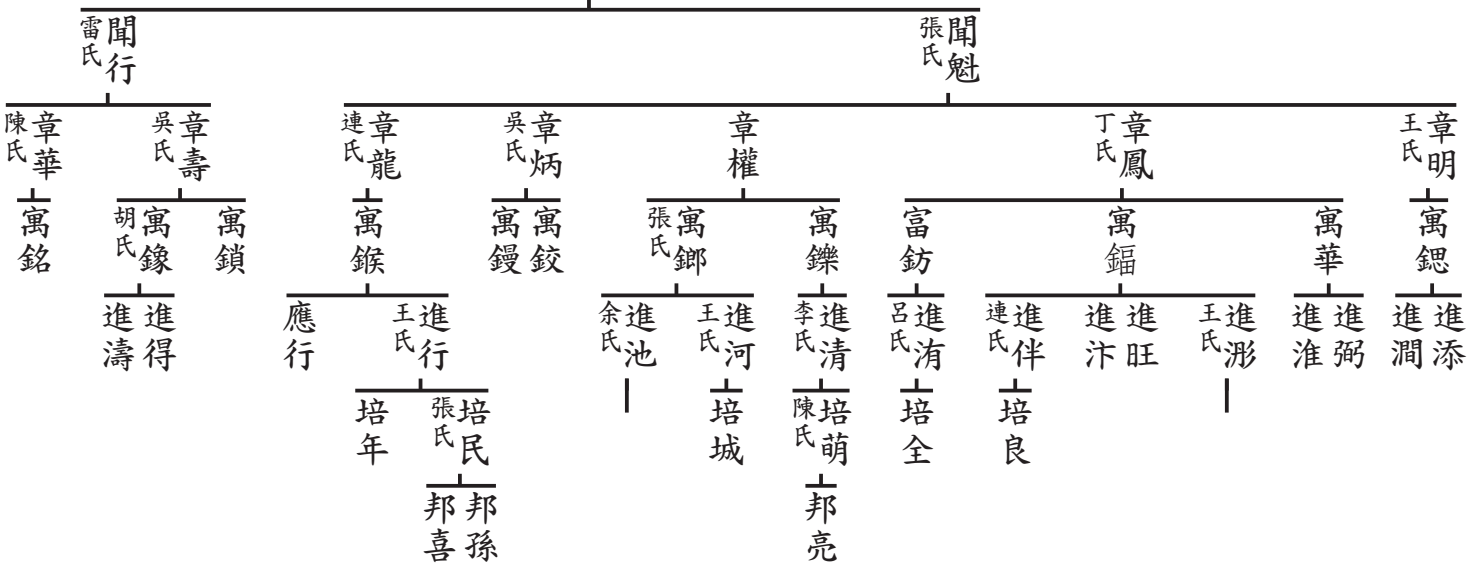 聞魁
張氏
聞行
雷氏
章明
王氏
章鳳
丁氏
章權
章炳
吳氏
章龍
連氏
章壽
吳氏
章華
陳氏
寓鍶
寓華
寓鍢
富鈁
寓鑠
寓鎯
張氏
寓鉸
寓鏝
寓鍭
寓鎖
寓鐌
胡氏
寓銘
進添
進澗
進弼
進淮
進浵
王氏
進旺
進汴
進伴
連氏
進洧
呂氏
進清
李氏
進河
王氏
進池
余氏
進行
王氏
應行
進得
進濤
培良
培全
培萌
陳氏
培城
培民
張氏
培年
邦亮
邦孫
邦喜